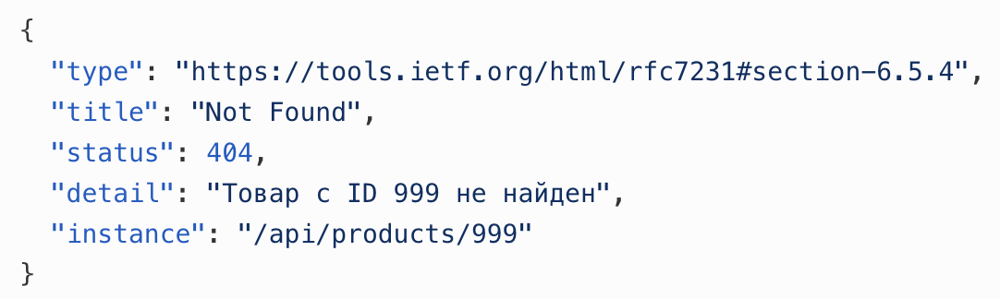 {
  "type": "https://tools.ietf.org/html/rfc7231#section-6.5.4",
  "title": "Not Found",
  "status": 404,
  "detail": "Товар с ID 999 не найден",
  "instance": "/api/products/999"
}